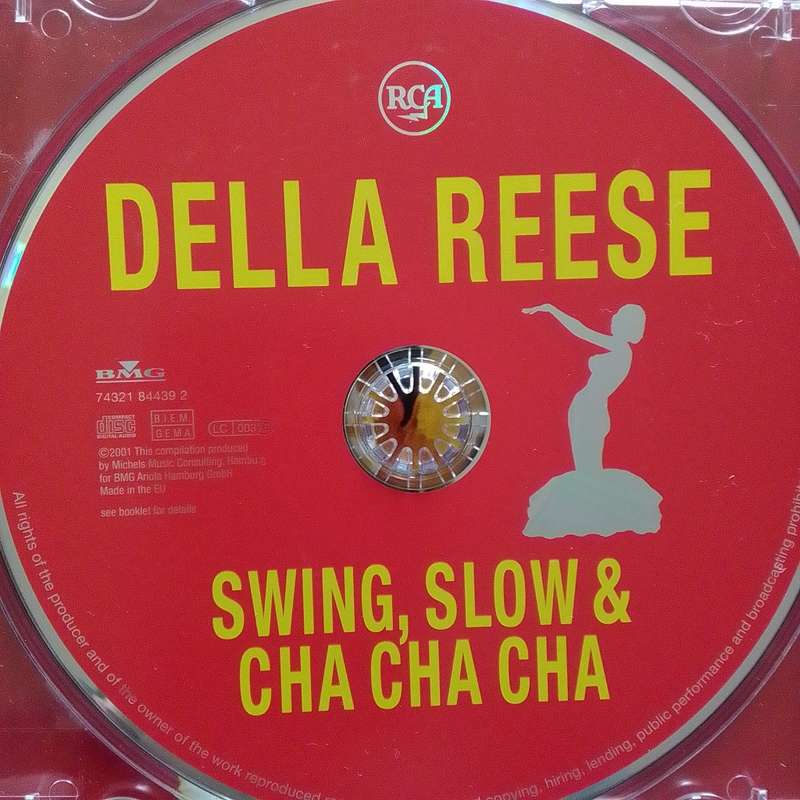 RCA
DELLA REESE
BMG
74321 84439 2
COMPACT
disc
DIGITAL AUDIO
B.I.E.M.
GEMA
LC
©2001 This compilation produced
by Michels Music Consulting, Hamburg
for BMG Ariola Hamburg GmbH
Made in the EU
see booklet for details
SWING, SLOW &
CHA CHA CHA
All rights of the producer and of the owner of the work reproduced copying, hiring, lending, public performance and broadcasting